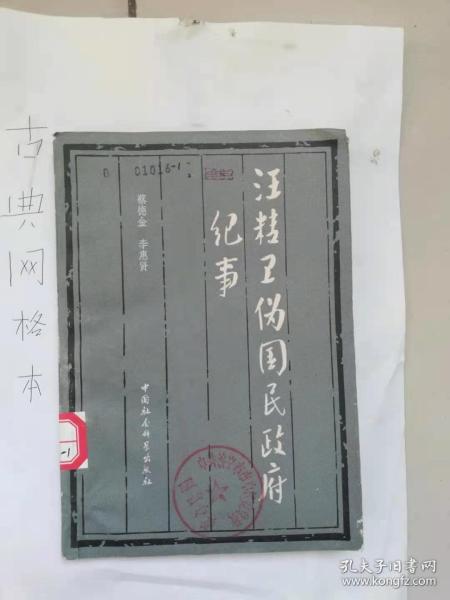 古典网格本
B 01016-1
汪精卫伪国民政府
纪事
蔡德金 李惠贤
中国社会科学出版社
-1
孔夫子旧书网
www.kongfz.com